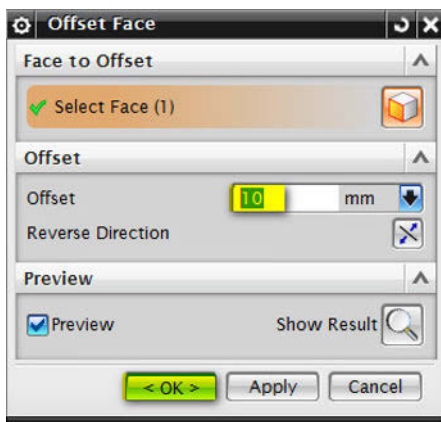 Offset Face
Face to Offset
Select Face (1)
Offset
Offset 10 mm
Reverse Direction
Preview
Preview Show Result
< OK > Apply Cancel